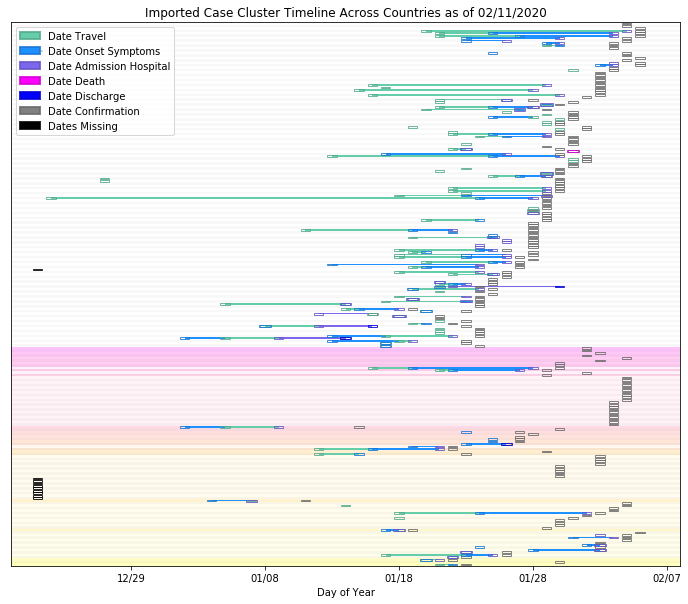 Imported Case Cluster Timeline Across Countries as of 02/11/2020
Date Travel
Date Onset Symptoms
Date Admission Hospital
Date Death
Date Discharge
Date Confirmation
Dates Missing
12/29 01/08 01/18 01/28 02/07
Day of Year